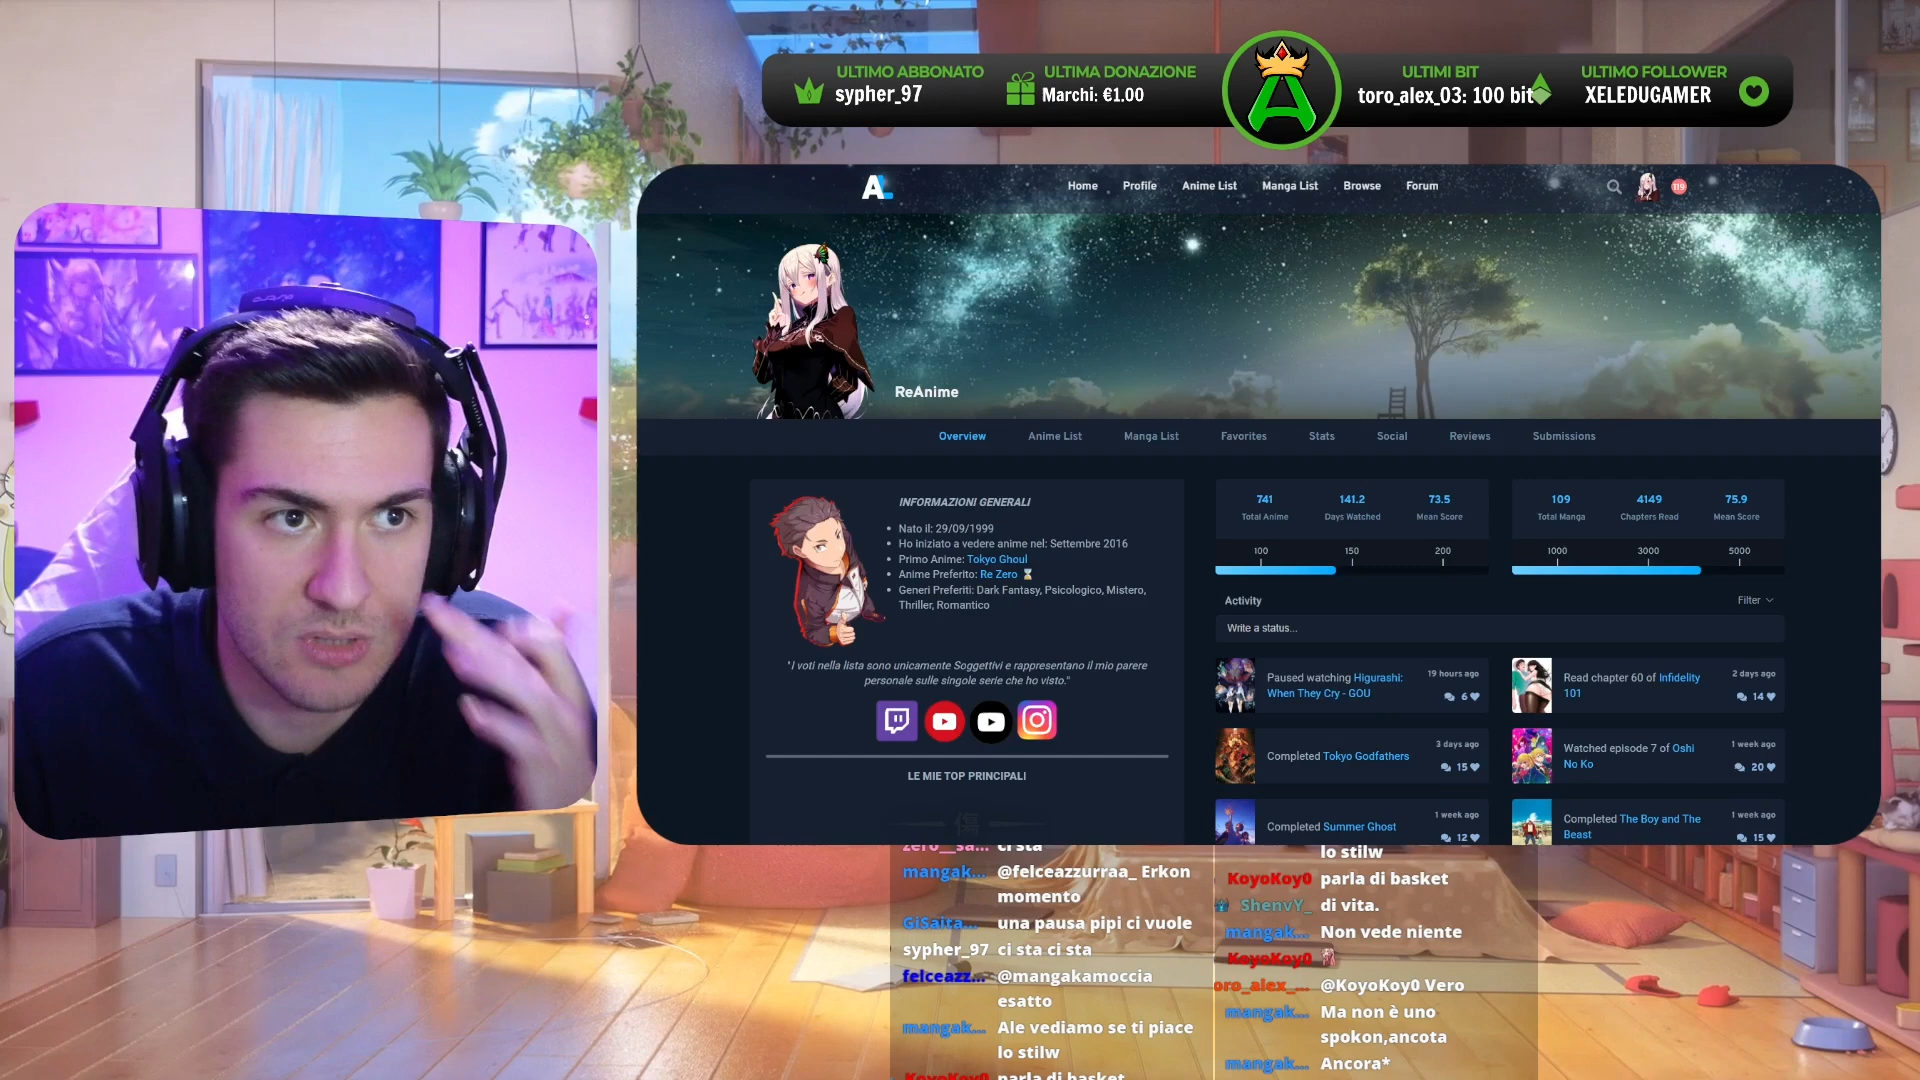 ULTIMO ABBONATO
sypher_97
ULTIMA DONAZIONE
Marchi: €1.00
ULTIMI BIT
toro_alex_03: 100 bit
ULTIMO FOLLOWER
XELEDUGAMER
Home Profile Anime List Manga List Browse Forum
119
ReAnime
Overview Anime List Manga List Favorites Stats Social Reviews Submissions
INFORMAZIONI GENERALI
Nato il: 29/09/1999
Ho iniziato a vedere anime nel: Settembre 2016
Primo Anime: Tokyo Ghoul
Anime Preferito: Re Zero ⌛
Generi Preferiti: Dark Fantasy, Psicologico, Mistero,
Thriller, Romantico
"I voti nella lista sono unicamente Soggettivi e rappresentano il mio parere
personale sulle singole serie che ho visto."
LE MIE TOP PRINCIPALI
傷
741 141.2 73.5
Total Anime Days Watched Mean Score
100 150 200
109 4149 75.9
Total Manga Chapters Read Mean Score
1000 3000 5000
Activity
Filter
Write a status...
Paused watching Higurashi:
When They Cry - GOU
19 hours ago
6
Read chapter 60 of Infidelity
101
2 days ago
14
Completed Tokyo Godfathers
3 days ago
15
Watched episode 7 of Oshi
No Ko
1 week ago
20
Completed Summer Ghost
1 week ago
12
Completed The Boy and The
Beast
1 week ago
15
ci sta
mangak... @felceazzurraa_ Erkon
momento
GiSaita... una pausa pipi ci vuole
sypher_97 ci sta ci sta
felceazz... @mangakamoccia
esatto
mangak... Ale vediamo se ti piace
lo stilw
KoyoKoy0 parla di basket
lo stilw
KoyoKoy0 parla di basket
ShenvY_ di vita.
mangak... Non vede niente
KoyoKoy0
oro_alex_... @KoyoKoy0 Vero
mangak... Ma non è uno
spokon,ancota
mangak... Ancora*